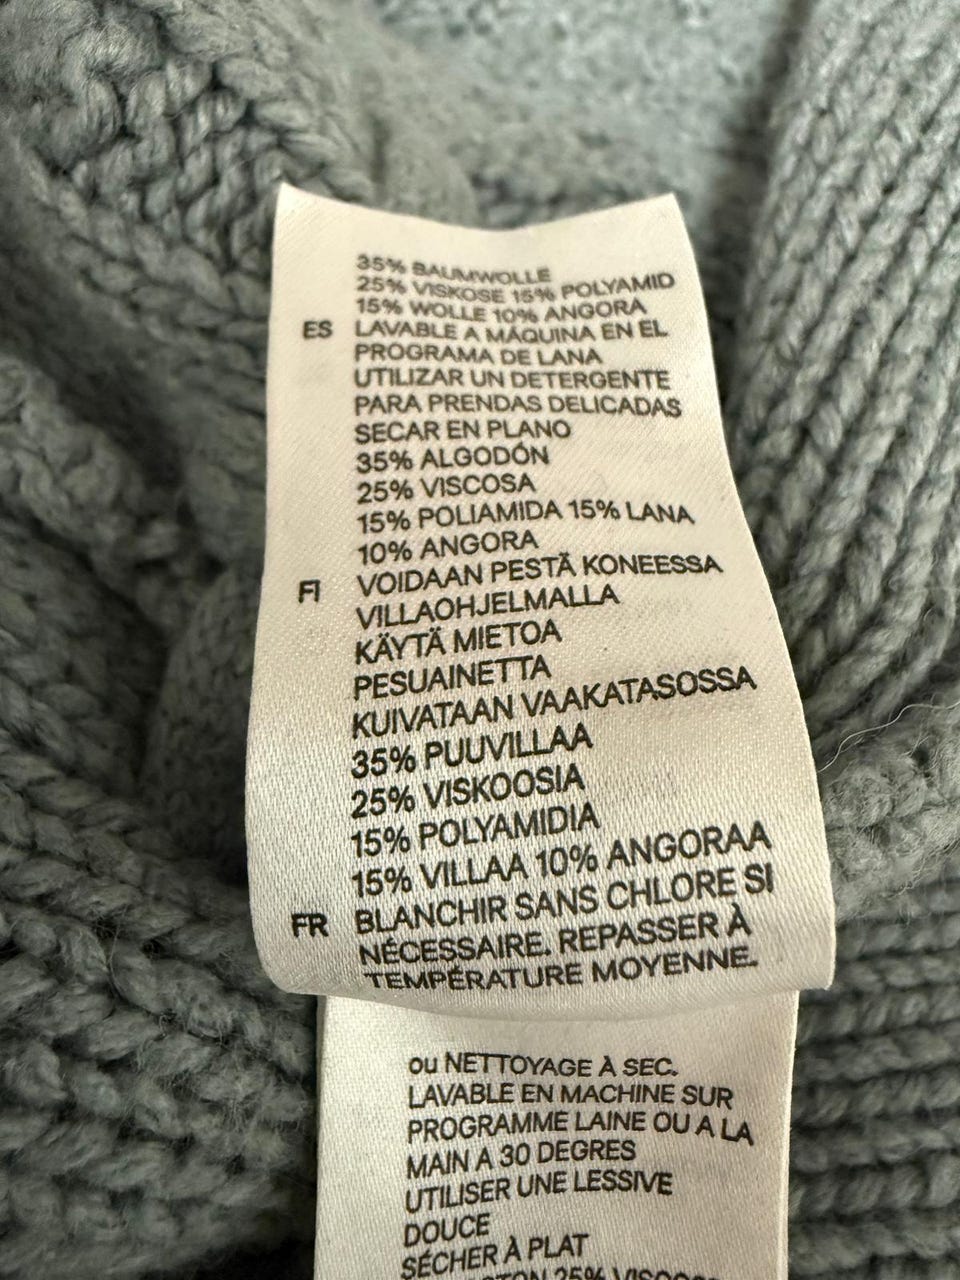 35% BAUMWOLLE
25% VISKOSE 15% POLYAMID
15% WOLLE 10% ANGORA
ES LAVABLE A MÁQUINA EN EL
PROGRAMA DE LANA
UTILIZAR UN DETERGENTE
PARA PRENDAS DELICADAS
SECAR EN PLANO
35% ALGODÓN
25% VISCOSA
15% POLIAMIDA 15% LANA
10% ANGORA
FI VOIDAAN PESTÄ KONEESSA
VILLAOHJELMALLA
KÄYTÄ MIETOA
PESUAINETTA
KUIVATAAN VAAKATASOSSA
35% PUUVILLAA
25% VISKOOSIA
15% POLYAMIDIA
15% VILLAA 10% ANGORAA
FR BLANCHIR SANS CHLORE SI
NÉCESSAIRE. REPASSER À
TEMPÉRATURE MOYENNE.
ou NETTOYAGE À SEC.
LAVABLE EN MACHINE SUR
PROGRAMME LAINE OU A LA
MAIN A 30 DEGRES
UTILISER UNE LESSIVE
DOUCE
SÉCHER À PLAT
25%